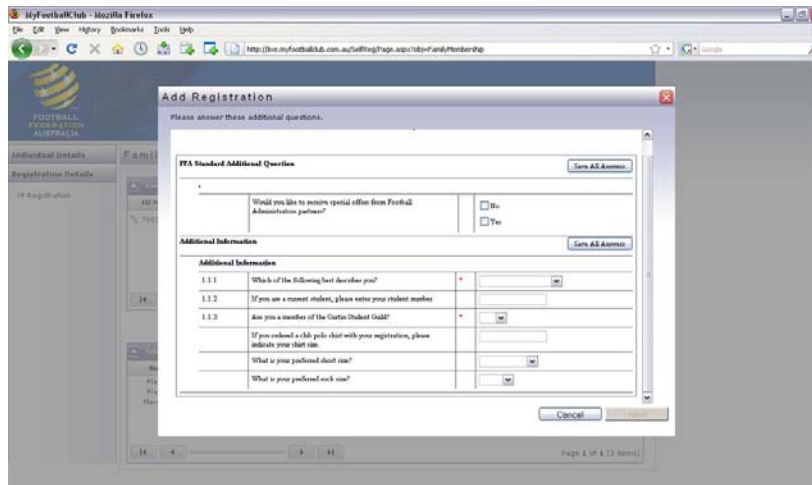 MyFootballClub - Mozilla Firefox
File Edit View History Bookmarks Tools Help
http://live.myfootballclub.com.au/SelfReg/Page.aspx?obj=FamilyMembership
Google
FOOTBALL
FEDERATION
AUSTRALIA
Individual Details
Registration Details
Famil
Add Registration
Please answer these additional questions.
FFA Standard Additional Question
Save All Answers
Would you like to receive special offers from Football
Administration partners?
No
Yes
Additional Information
Save All Answers
Additional Information
1.1.1 Which of the following best describes you? *
1.1.2 If you are a current student, please enter your student number.
1.1.3 Are you a member of the Curtin Student Guild? *
If you ordered a club polo shirt with your registration, please
indicate your shirt size.
What is your preferred short size?
What is your preferred sock size?
Cancel
Next
Page 1 of 1 (3 items)